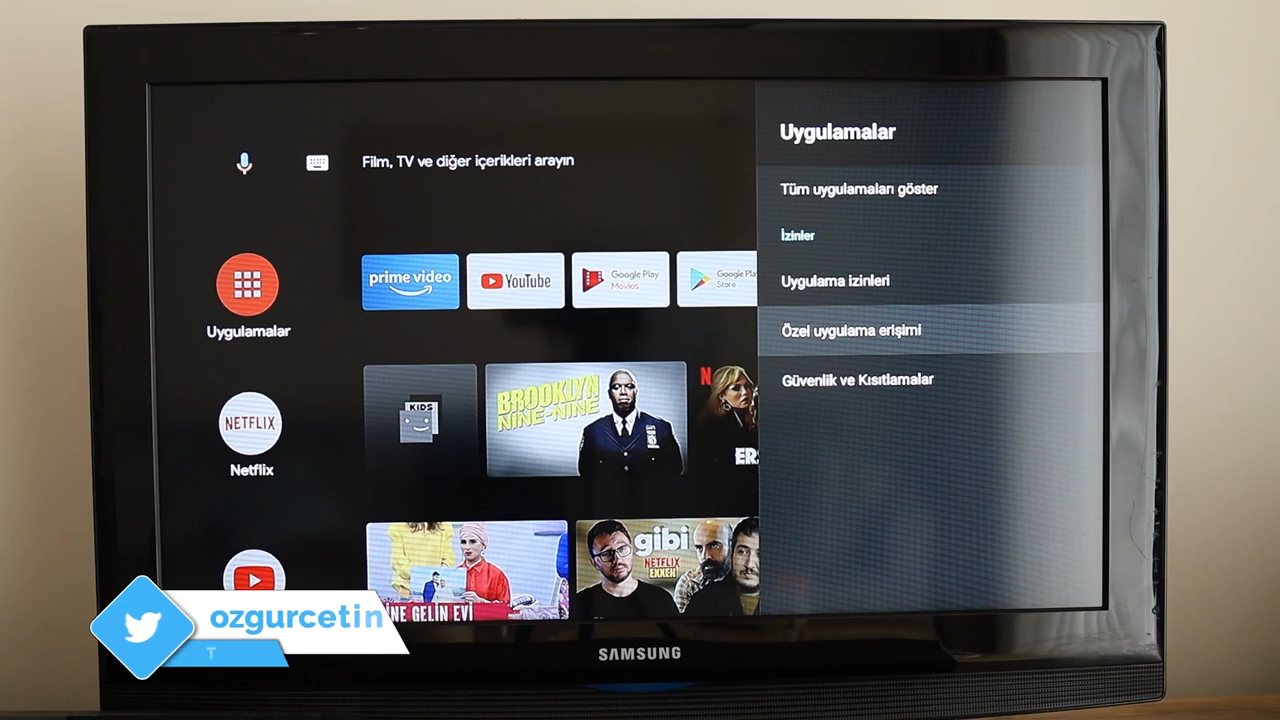 Film, TV ve diğer içerikleri arayın
Uygulamalar
prime video
YouTube
Google Play
Movies
Google Play
Store
Netflix
NETFLIX
KIDS
BROOKLYN
NINE-NINE
N
gibi
NETFLIX
EXXEN
GELİN EVİ
Uygulamalar
Tüm uygulamaları göster
İzinler
Uygulama izinleri
Özel uygulama erişimi
Güvenlik ve Kısıtlamalar
ozgurcetin
T
SAMSUNG